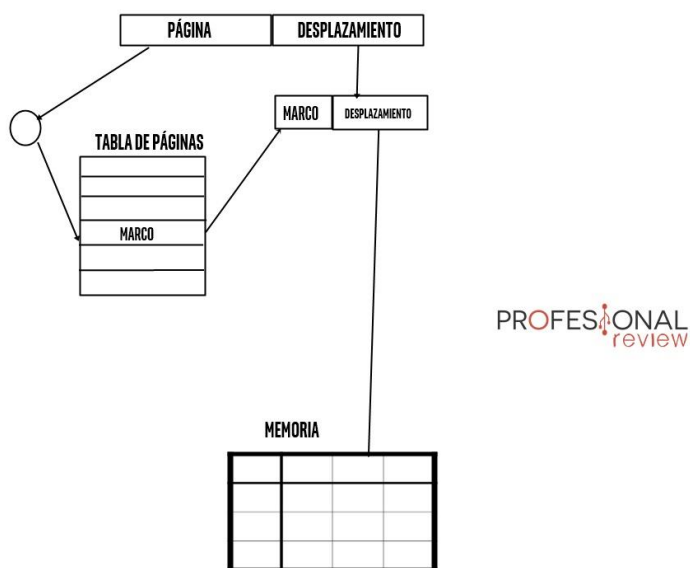 PÁGINA DESPLAZAMIENTO
MARCO DESPLAZAMIENTO
TABLA DE PÁGINAS
MARCO
PROFESIONAL
review
MEMORIA